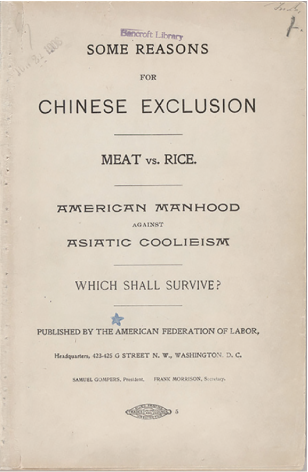 Bancroft Library
SOME REASONS
FOR
CHINESE EXCLUSION
MEAT vs. RICE.
AMERICAN MANHOOD
AGAINST
ASIATIC COOLIEISM
WHICH SHALL SURVIVE?
PUBLISHED BY THE AMERICAN FEDERATION OF LABOR,
Headquarters, 423-425 G STREET N. W., WASHINGTON, D. C.
SAMUEL GOMPERS, President. FRANK MORRISON, Secretary.